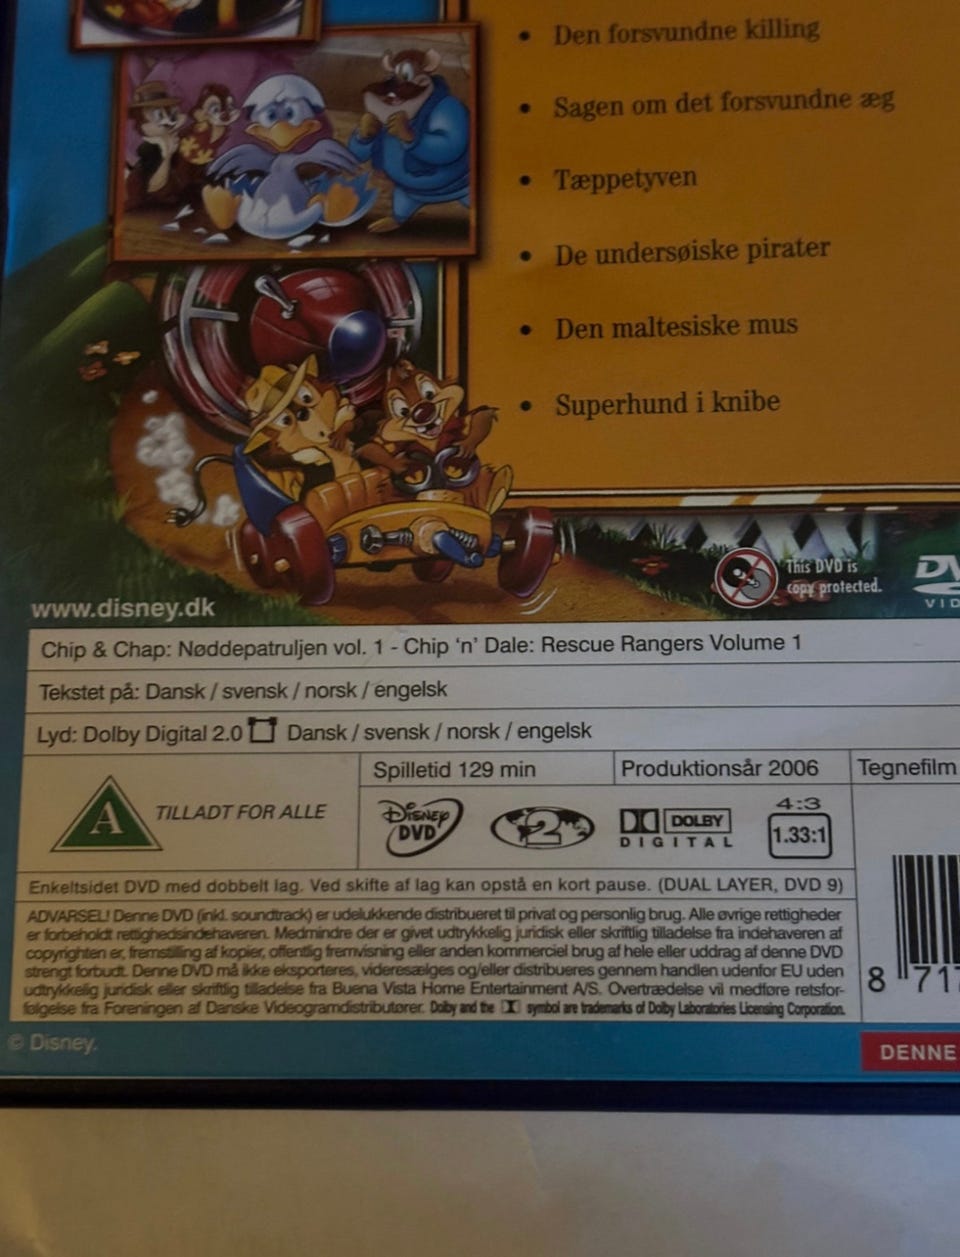 • Den forsvundne killing
• Sagen om det forsvundne æg
• Tæppetyven
• De undersøiske pirater
• Den maltesiske mus
• Superhund i knibe
This DVD is
copy protected.
www.disney.dk
Chip & Chap: Nøddepatruljen vol. 1 - Chip 'n' Dale: Rescue Rangers Volume 1
Tekstet på: Dansk / svensk / norsk / engelsk
Lyd: Dolby Digital 2.0 Dansk / svensk / norsk / engelsk
Spilletid 129 min Produktionsår 2006 Tegnefilm
A TILLADT FOR ALLE
DISNEY DVD 2 DOLBY DIGITAL 4:3 1.33:1
Enkeltsidet DVD med dobbelt lag. Ved skifte af lag kan opstå en kort pause. (DUAL LAYER, DVD 9)
ADVARSEL! Denne DVD (inkl. soundtrack) er udelukkende distribueret til privat og personlig brug. Alle øvrige rettigheder
er forbeholdt rettighedsindehaveren. Medmindre der er givet udtrykkelig juridisk eller skriftlig tilladelse fra indehaveren af
copyrighten er, fremstilling af kopier, offentlig fremvisning eller anden kommerciel brug af hele eller uddrag af denne DVD
strengt forbudt. Denne DVD må ikke eksporteres, videresælges og/eller distribueres gennem handlen udenfor EU uden
udtrykkelig juridisk eller skriftlig tilladelse fra Buena Vista Home Entertainment A/S. Overtrædelse vil medføre retsfor-
følgelse fra Foreningen af Danske Videogramdistributører. Dolby and the symbol are trademarks of Dolby Laboratories Licensing Corporation.
8 717
© Disney.
DENNE